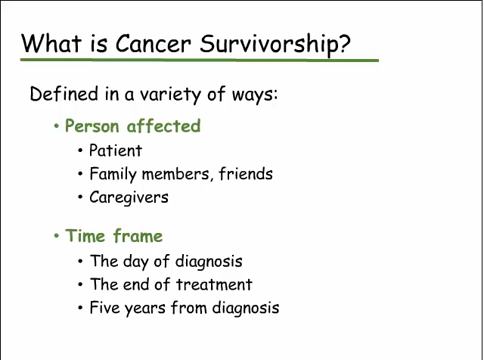 What is Cancer Survivorship?
Defined in a variety of ways:
• Person affected
• Patient
• Family members, friends
• Caregivers
• Time frame
• The day of diagnosis
• The end of treatment
• Five years from diagnosis